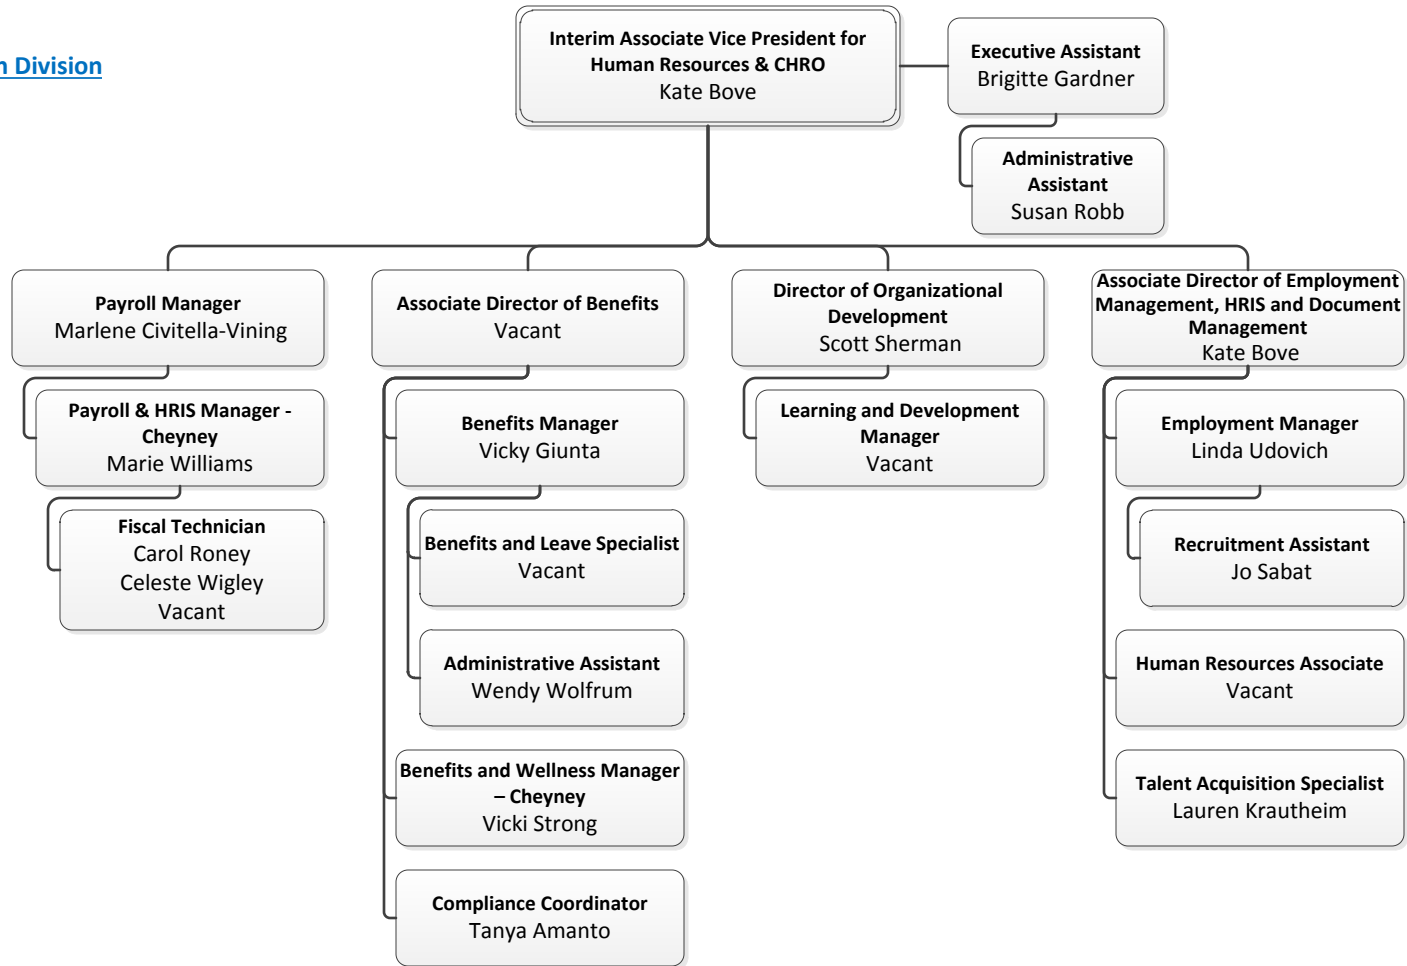 n Division
Interim Associate Vice President for
Human Resources & CHRO
Kate Bove
Executive Assistant
Brigitte Gardner
Administrative
Assistant
Susan Robb
Payroll Manager
Marlene Civitella-Vining
Associate Director of Benefits
Vacant
Director of Organizational
Development
Scott Sherman
Associate Director of Employment
Management, HRIS and Document
Management
Kate Bove
Payroll & HRIS Manager -
Cheyney
Marie Williams
Benefits Manager
Vicky Giunta
Learning and Development
Manager
Vacant
Employment Manager
Linda Udovich
Fiscal Technician
Carol Roney
Celeste Wigley
Vacant
Benefits and Leave Specialist
Vacant
Recruitment Assistant
Jo Sabat
Administrative Assistant
Wendy Wolfrum
Human Resources Associate
Vacant
Benefits and Wellness Manager
– Cheyney
Vicki Strong
Talent Acquisition Specialist
Lauren Krautheim
Compliance Coordinator
Tanya Amanto